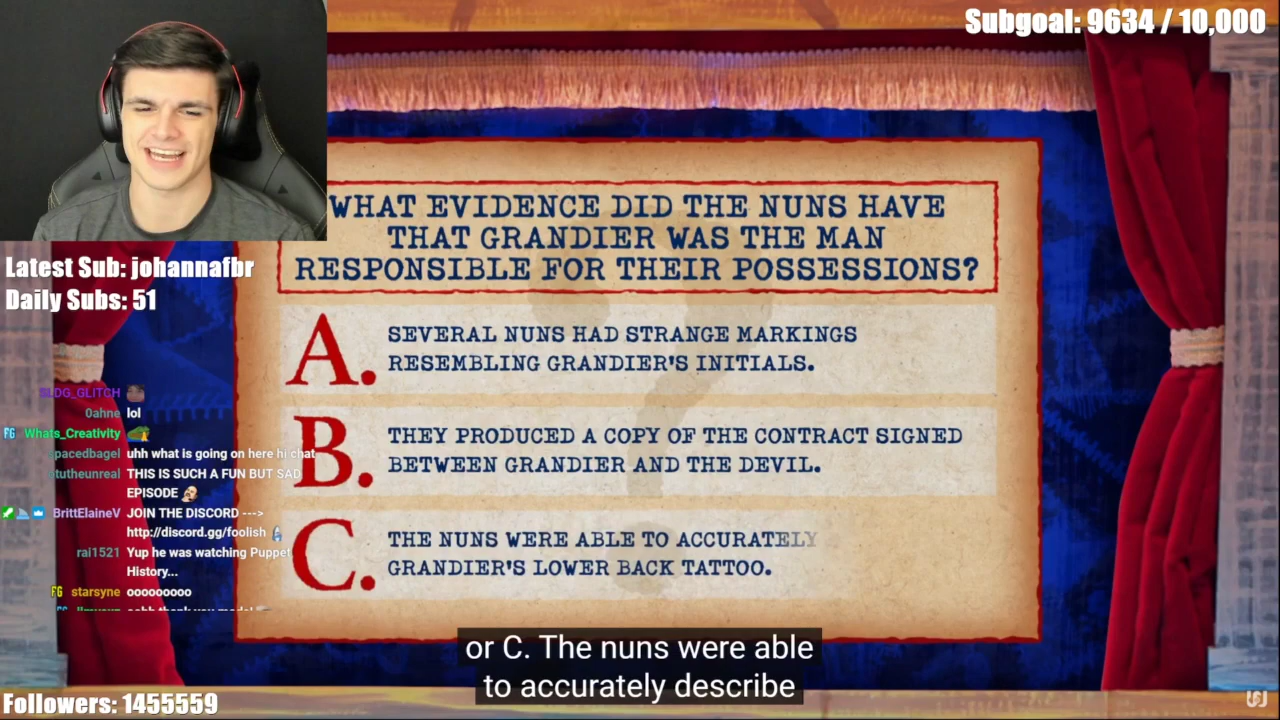 Subgoal: 9634 / 10,000
WHAT EVIDENCE DID THE NUNS HAVE
THAT GRANDIER WAS THE MAN
RESPONSIBLE FOR THEIR POSSESSIONS?
A. SEVERAL NUNS HAD STRANGE MARKINGS
RESEMBLING GRANDIER'S INITIALS.
B. THEY PRODUCED A COPY OF THE CONTRACT SIGNED
BETWEEN GRANDIER AND THE DEVIL.
C. THE NUNS WERE ABLE TO ACCURATELY
GRANDIER'S LOWER BACK TATTOO.
or C. The nuns were able
to accurately describe
Latest Sub: johannafbr
Daily Subs: 51
0ahne lol
FG Whats_Creativity
spacedbagel uhh what is going on here hi chat
tutheunreal THIS IS SUCH A FUN BUT SAD
EPISODE
BrittElaineV JOIN THE DISCORD --->
http://discord.gg/foolish
rai1521 Yup he was watching Puppet
History...
FG starsyne ooooooooo
Followers: 1455559